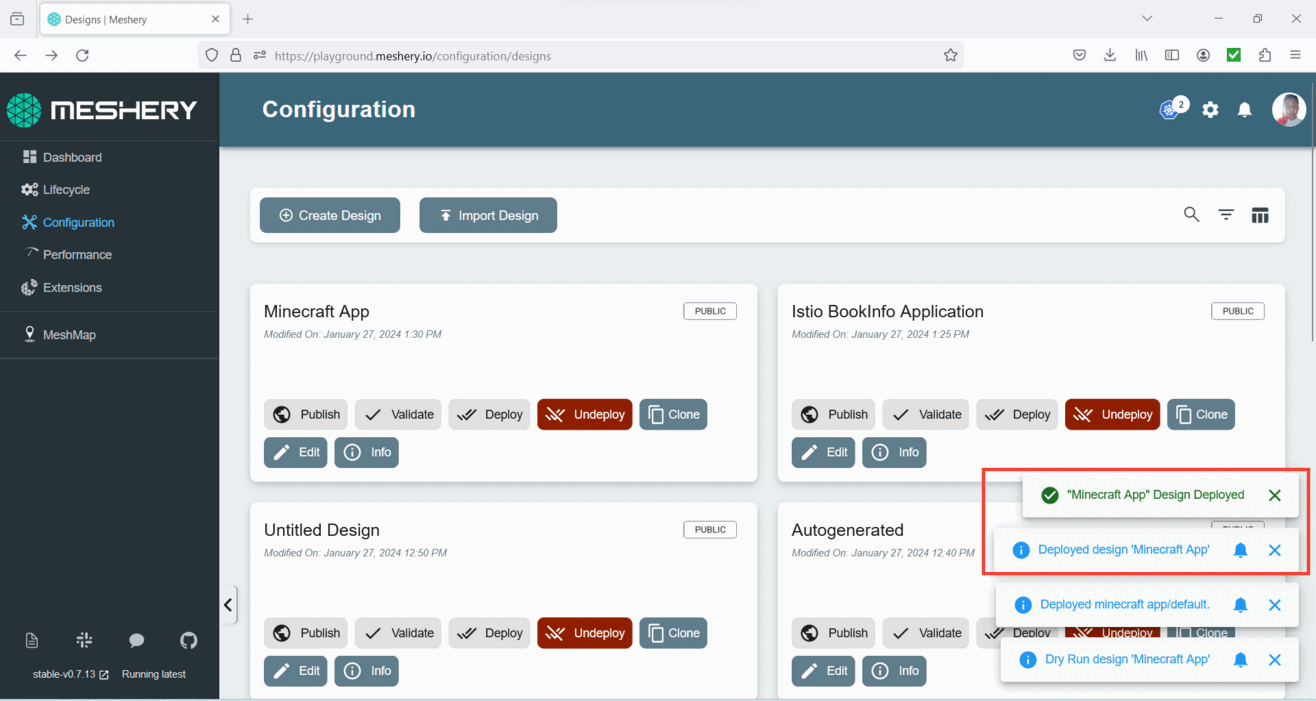 Designs | Meshery
https://playground.meshery.io/configuration/designs
MESHERY
Configuration
2
Dashboard
Lifecycle
Configuration
Performance
Extensions
MeshMap
Create Design
Import Design
Minecraft App
PUBLIC
Modified On: January 27, 2024 1:30 PM
Publish
Validate
Deploy
Undeploy
Clone
Edit
Info
Istio BookInfo Application
PUBLIC
Modified On: January 27, 2024 1:25 PM
Publish
Validate
Deploy
Undeploy
Clone
Edit
Info
Untitled Design
PUBLIC
Modified On: January 27, 2024 12:50 PM
Publish
Validate
Deploy
Undeploy
Clone
Edit
Info
Autogenerated
Modified On: January 27, 2024 12:40 PM
Publish
Validate
Deploy
Undeploy
Clone
Edit
Info
"Minecraft App" Design Deployed
Deployed design 'Minecraft App'
Deployed minecraft app/default.
Dry Run design 'Minecraft App'
stable-v0.7.13
Running latest